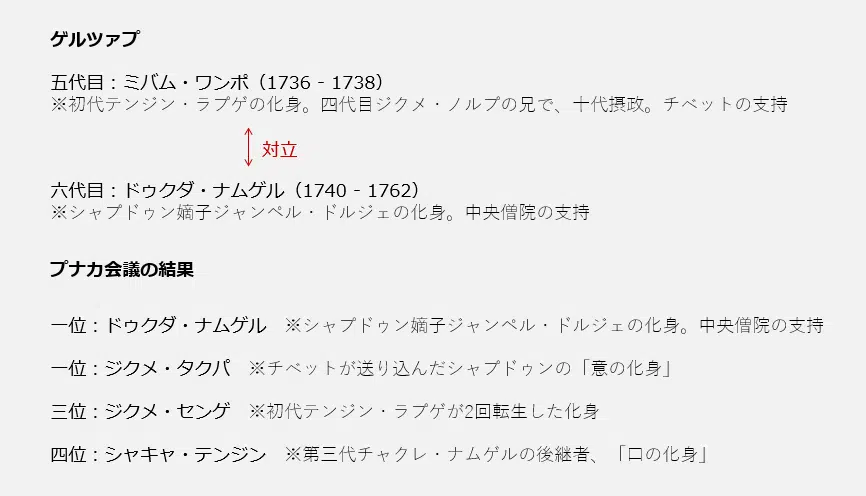 ゲルツァプ
五代目：ミバム・ワンポ（1736 - 1738）
※初代テンジン・ラプゲの化身。四代目ジクメ・ノルプの兄で、十代摂政。チベットの支持
対立
六代目：ドゥクダ・ナムゲル（1740 - 1762）
※シャプドゥン嫡子ジャンペル・ドルジェの化身。中央僧院の支持
プナカ会議の結果
一位：ドゥクダ・ナムゲル　※シャプドゥン嫡子ジャンペル・ドルジェの化身。中央僧院の支持
一位：ジクメ・タクパ　※チベットが送り込んだシャプドゥンの「意の化身」
三位：ジクメ・センゲ　※初代テンジン・ラプゲが2回転生した化身
四位：シャキャ・テンジン　※第三代チャクレ・ナムゲルの後継者、「口の化身」